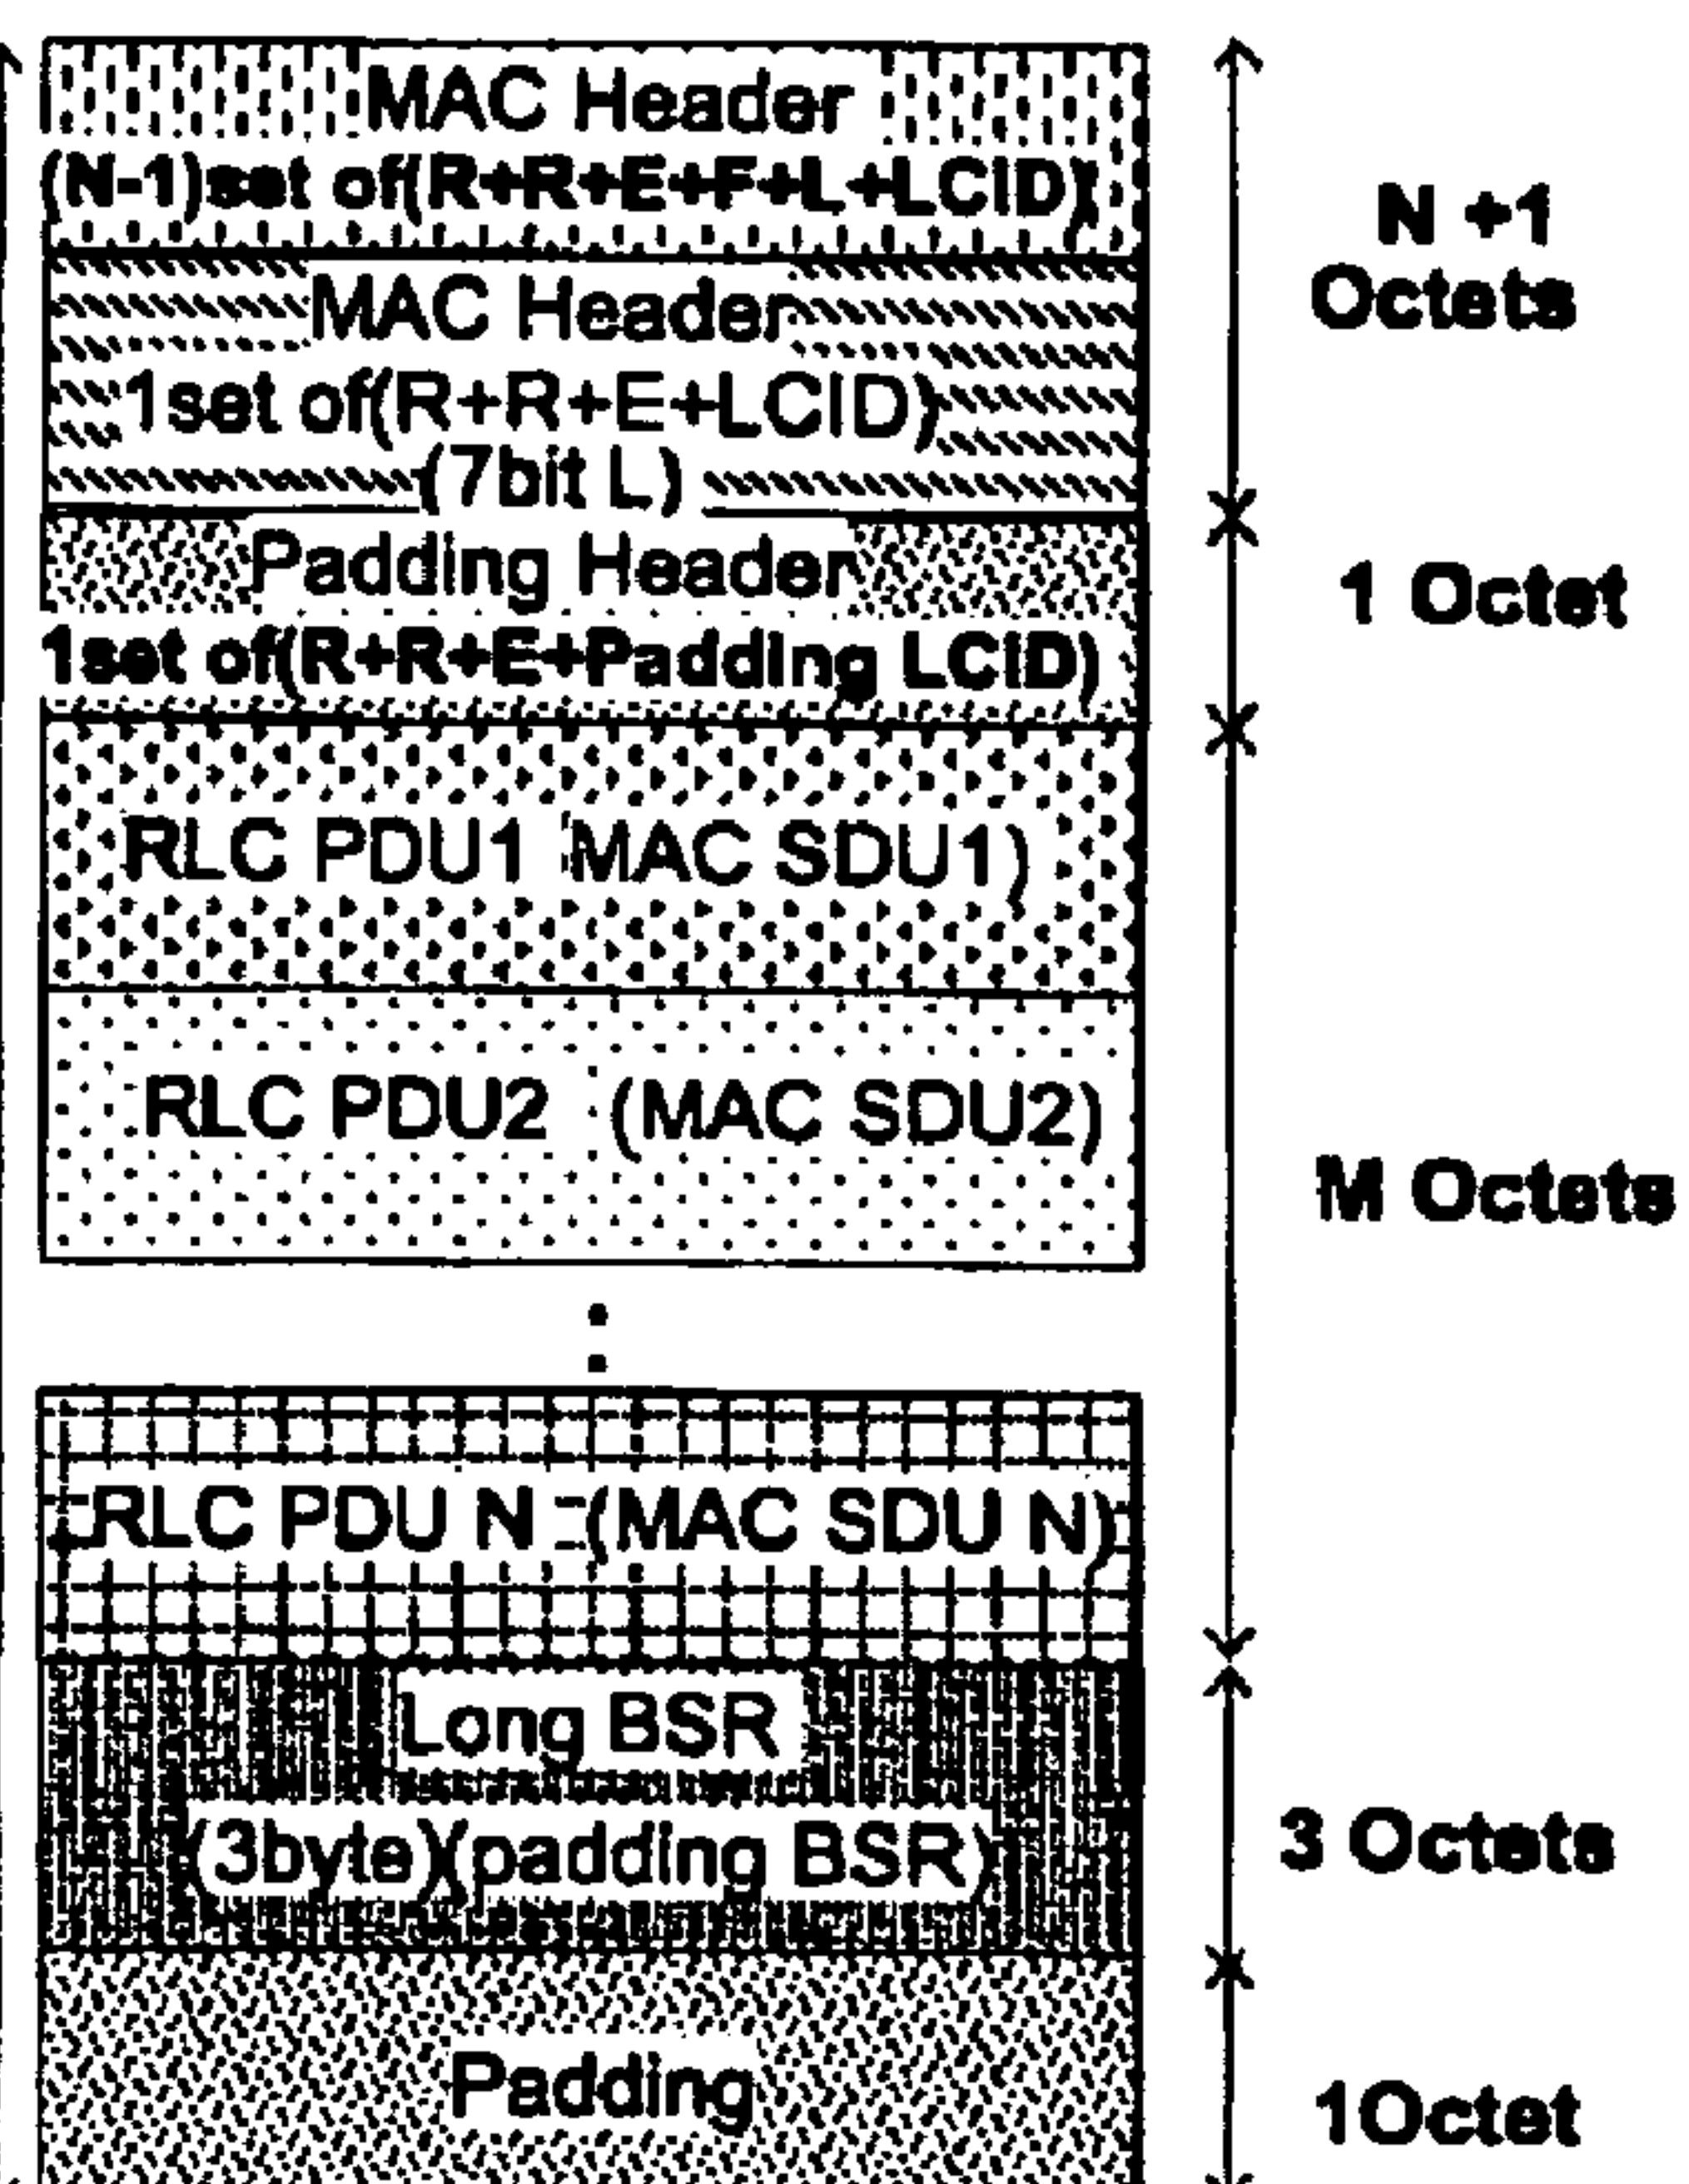 MAC Header
(N-1)set of(R+R+E+F+L+LCID)
N +1
Octets
MAC Header
1set of(R+R+E+LCID)
(7bit L)
Padding Header
1set of(R+R+E+Padding LCID)
1 Octet
RLC PDU1 (MAC SDU1)
RLC PDU2 (MAC SDU2)
M Octets
:
RLC PDU N (MAC SDU N)
Long BSR
(3byte)(padding BSR)
3 Octets
Padding
1Octet